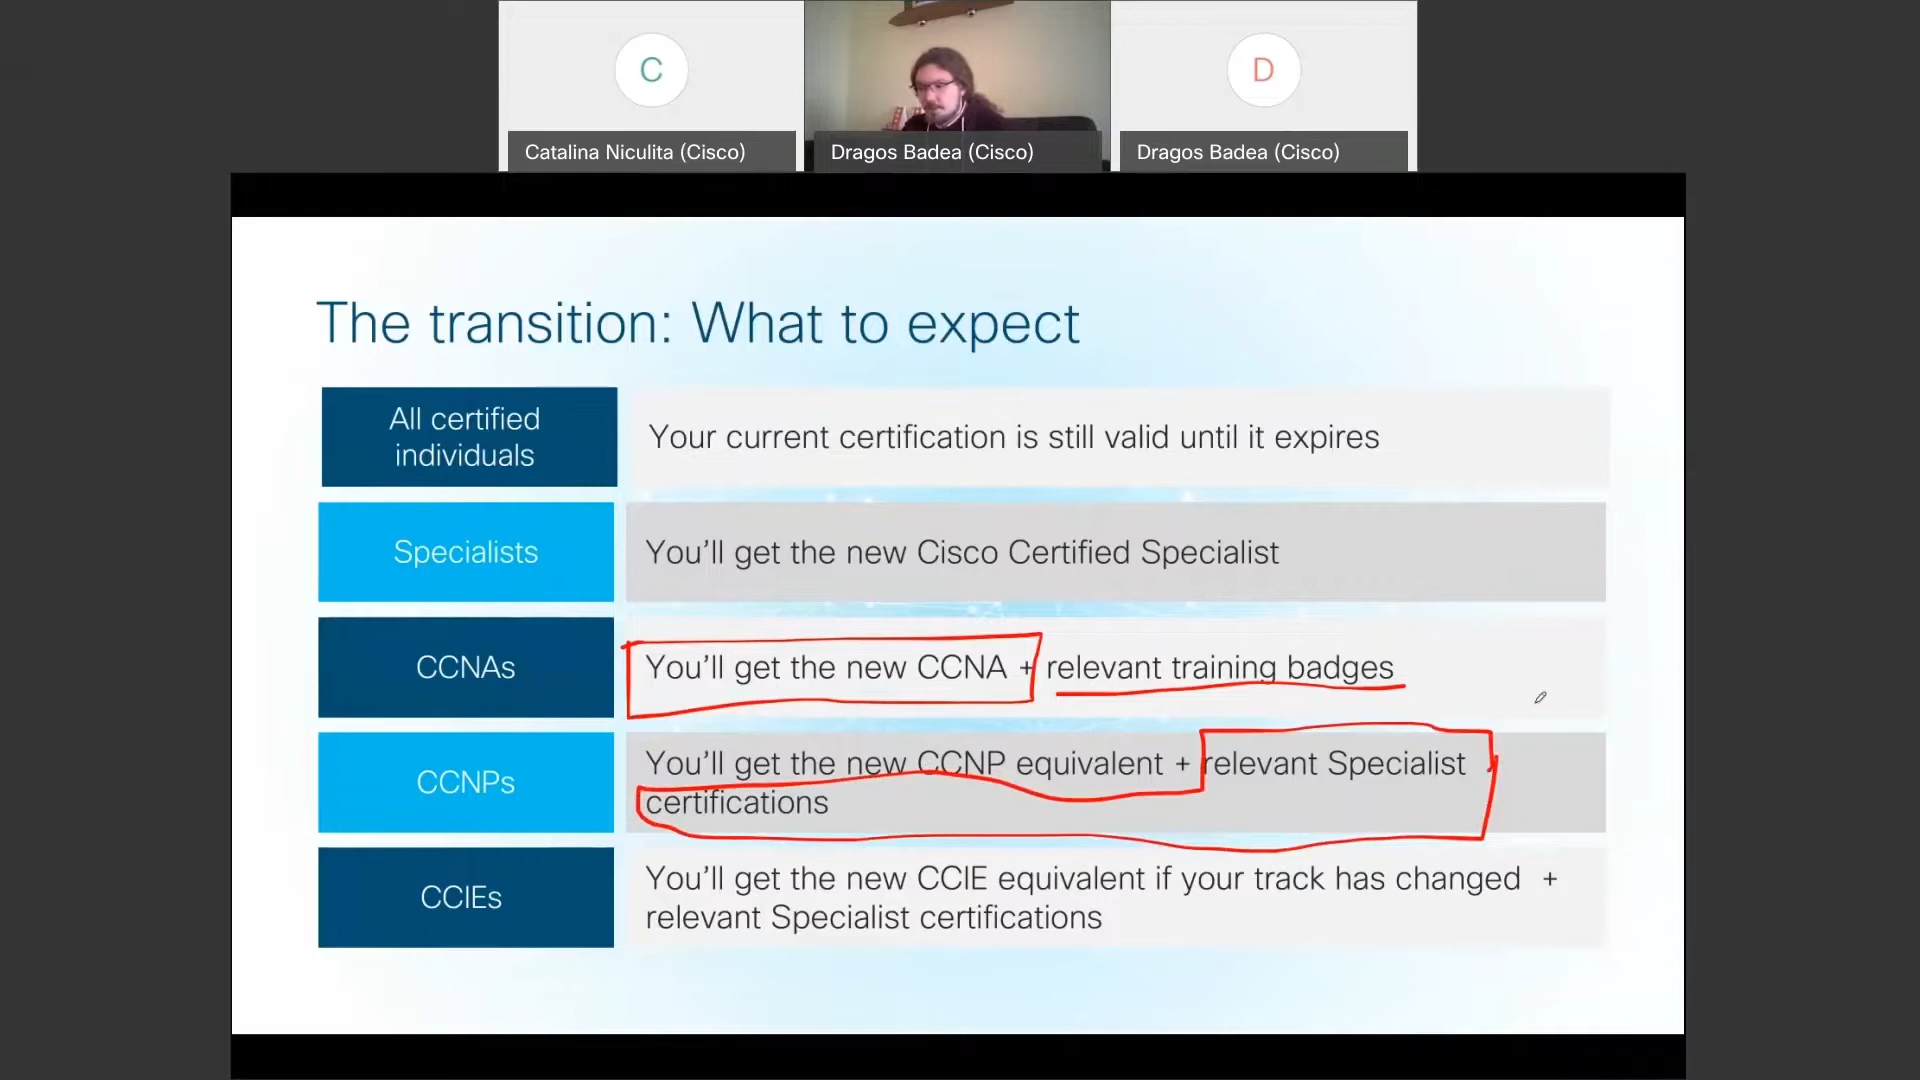 C
D
Catalina Niculita (Cisco)
Dragos Badea (Cisco)
Dragos Badea (Cisco)
The transition: What to expect
All certified
individuals
Your current certification is still valid until it expires
Specialists
You’ll get the new Cisco Certified Specialist
CCNAs
You’ll get the new CCNA + relevant training badges
CCNPs
You’ll get the new CCNP equivalent + relevant Specialist
certifications
CCIEs
You’ll get the new CCIE equivalent if your track has changed +
relevant Specialist certifications